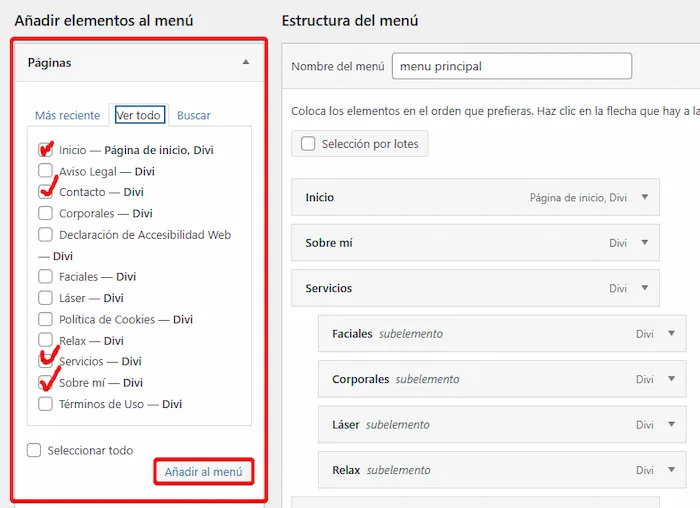 Añadir elementos al menú
Páginas
Más reciente Ver todo Buscar
Inicio — Página de inicio, Divi
Aviso Legal — Divi
Contacto — Divi
Corporales — Divi
Declaración de Accesibilidad Web
— Divi
Faciales — Divi
Láser — Divi
Política de Cookies — Divi
Relax — Divi
Servicios — Divi
Sobre mí — Divi
Términos de Uso — Divi
Seleccionar todo
Añadir al menú
Estructura del menú
Nombre del menú menu principal
Coloca los elementos en el orden que prefieras. Haz clic en la flecha que hay a la
Selección por lotes
Inicio Página de inicio, Divi
Sobre mí Divi
Servicios Divi
Faciales subelemento Divi
Corporales subelemento Divi
Láser subelemento Divi
Relax subelemento Divi